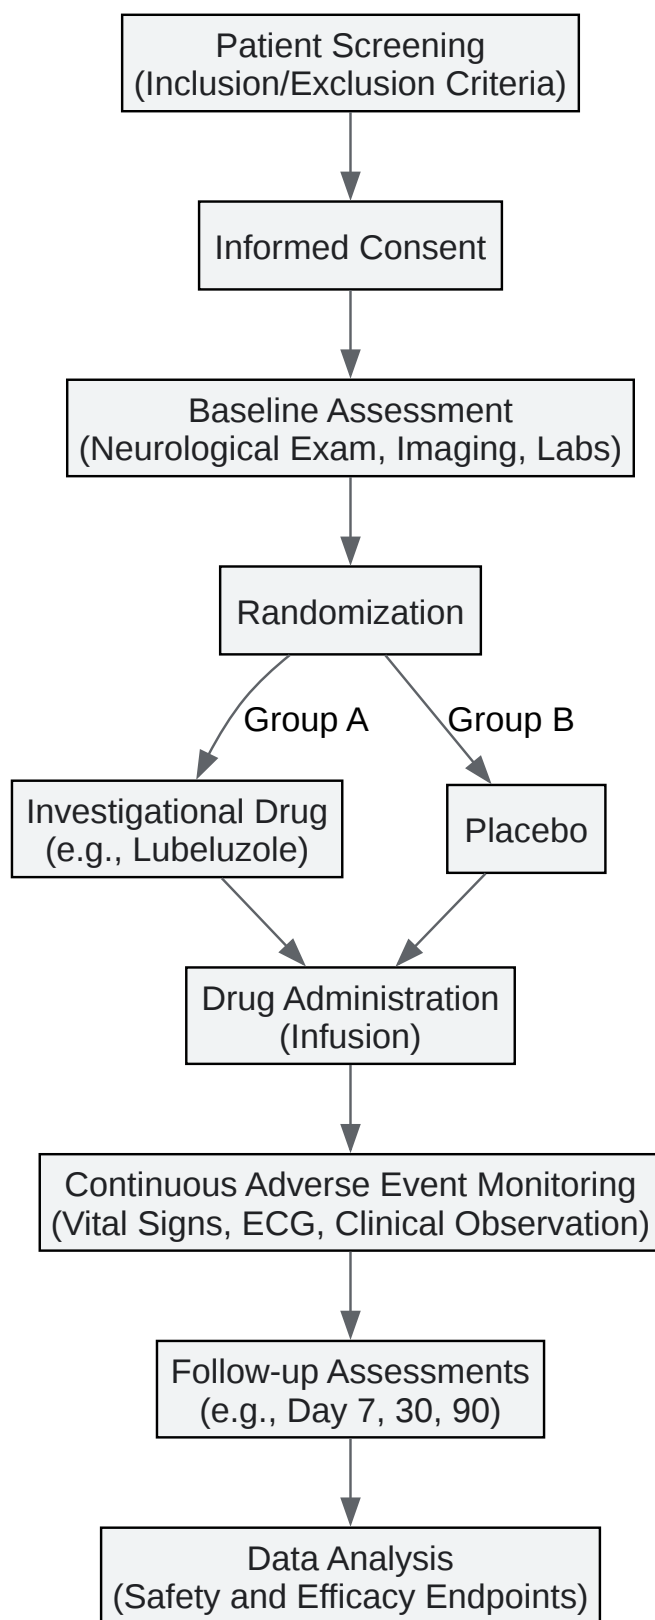 Patient Screening
(Inclusion/Exclusion Criteria)
Informed Consent
Baseline Assessment
(Neurological Exam, Imaging, Labs)
Randomization
Group A
Group B
Investigational Drug
(e.g., Lubeluzole)
Placebo
Drug Administration
(Infusion)
Continuous Adverse Event Monitoring
(Vital Signs, ECG, Clinical Observation)
Follow-up Assessments
(e.g., Day 7, 30, 90)
Data Analysis
(Safety and Efficacy Endpoints)